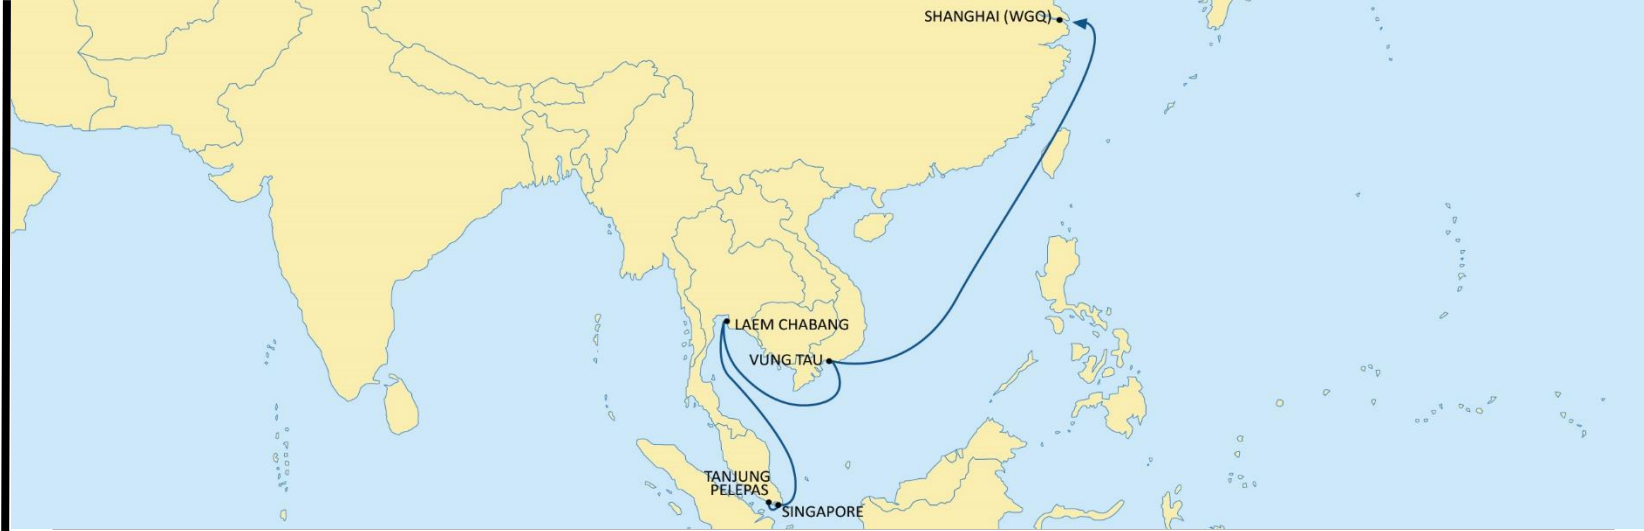 SHANGHAI (WGQ)
LAEM CHABANG
VUNG TAU
TANJUNG
PELEPAS
SINGAPORE